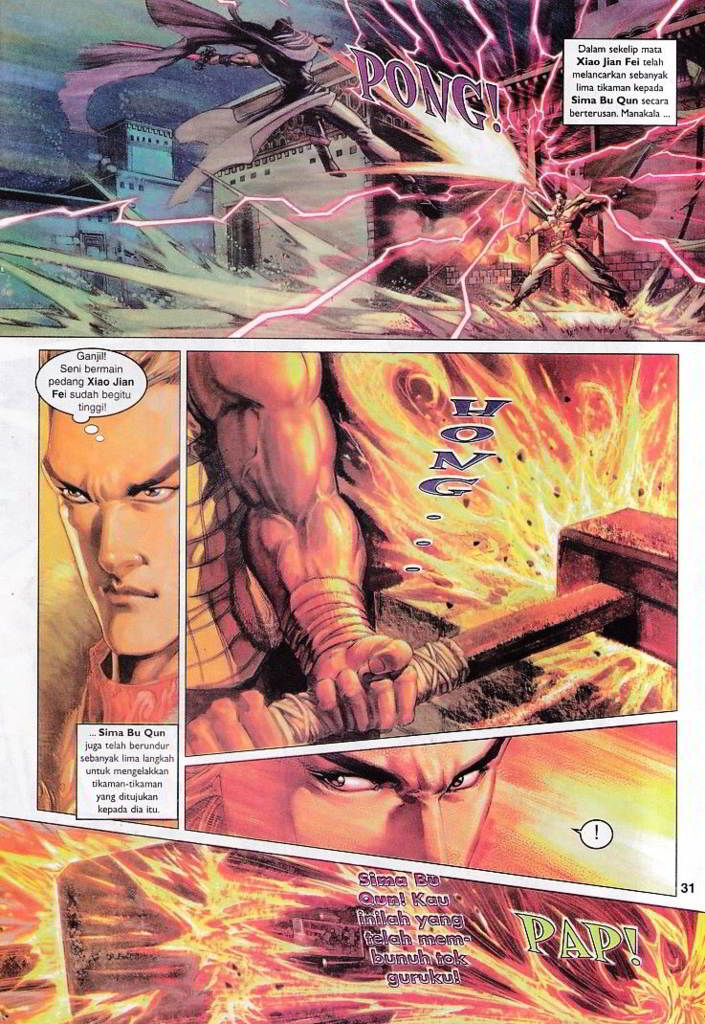 Dalam sekelip mata
Xiao Jian Fei telah
melancarkan sebanyak
lima tikaman kepada
Sima Bu Qun secara
berterusan. Manakala ...
PONG!
Ganjil!
Seni bermain
pedang Xiao Jian
Fei sudah begitu
tinggi!
HONG...
... Sima Bu Qun
juga telah berundur
sebanyak lima langkah
untuk mengelakkan
tikaman-tikaman
yang ditujukan
kepada dia itu.
!
31
Sima Bu
Qun! Kau
inilah yang
telah mem-
bunuh tok
guruku!
PAP!